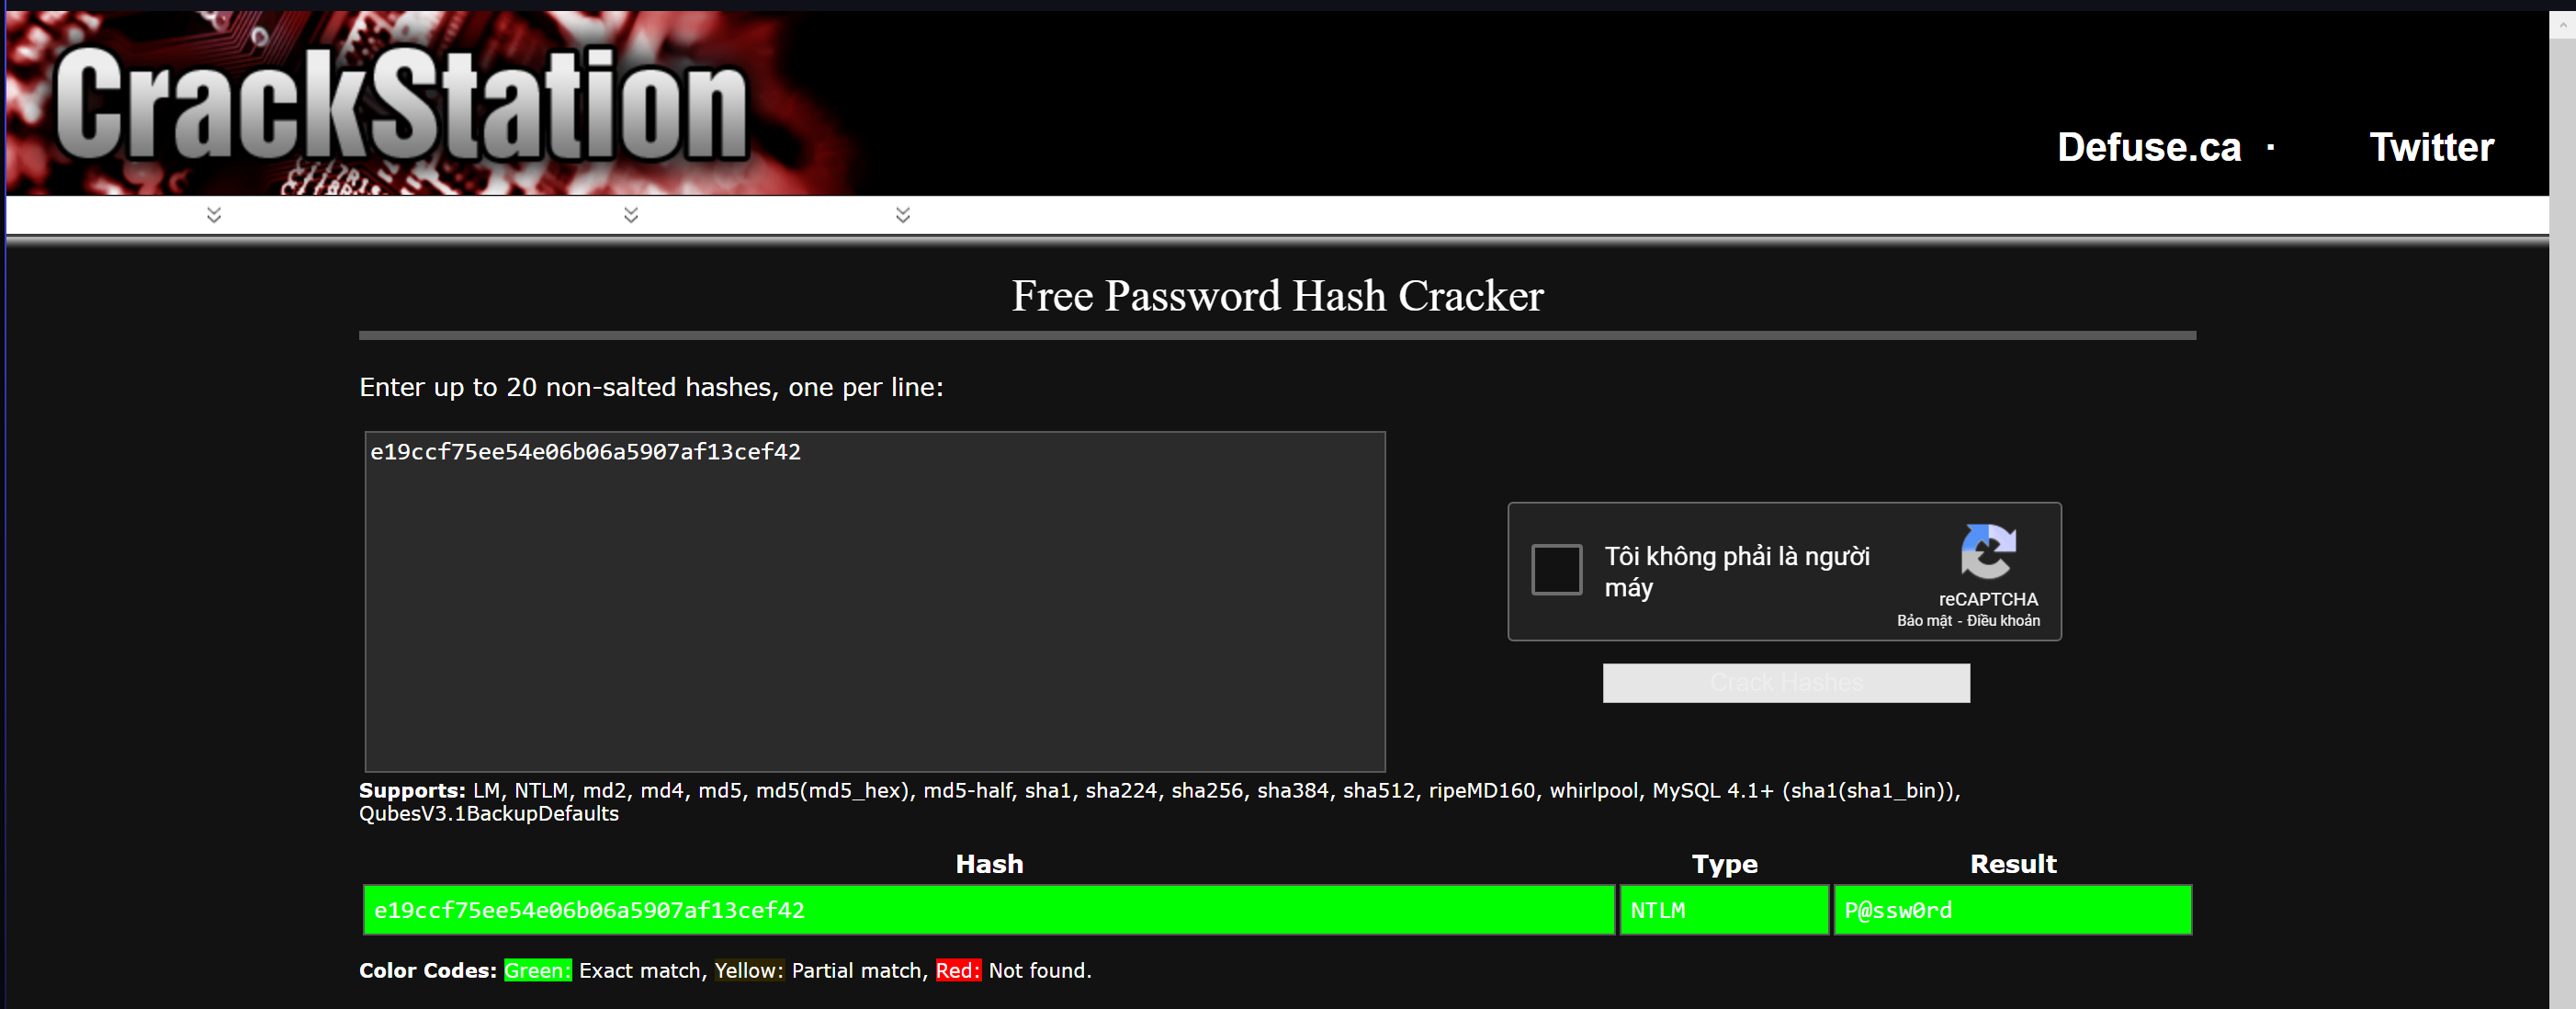 CrackStation
Defuse.ca · Twitter
Free Password Hash Cracker
Enter up to 20 non-salted hashes, one per line:
e19ccf75ee54e06b06a5907af13cef42
Tôi không phải là người
máy
reCAPTCHA
Bảo mật - Điều khoản
Crack Hashes
Supports: LM, NTLM, md2, md4, md5, md5(md5_hex), md5-half, sha1, sha224, sha256, sha384, sha512, ripeMD160, whirlpool, MySQL 4.1+ (sha1(sha1_bin)),
QubesV3.1BackupDefaults
Hash Type Result
e19ccf75ee54e06b06a5907af13cef42 NTLM P@ssw0rd
Color Codes: Green: Exact match, Yellow: Partial match, Red: Not found.